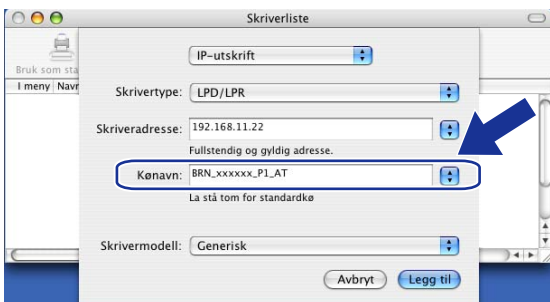 Skriverliste
IP-utskrift
Bruk som sta
I meny Navr
Skrivertype: LPD/LPR
Skriveradresse: 192.168.11.22
Fullstendig og gyldig adresse.
Kønavn: BRN_xxxxxx_P1_AT
La stå tom for standardkø
Skrivermodell: Generisk
Avbryt Legg til